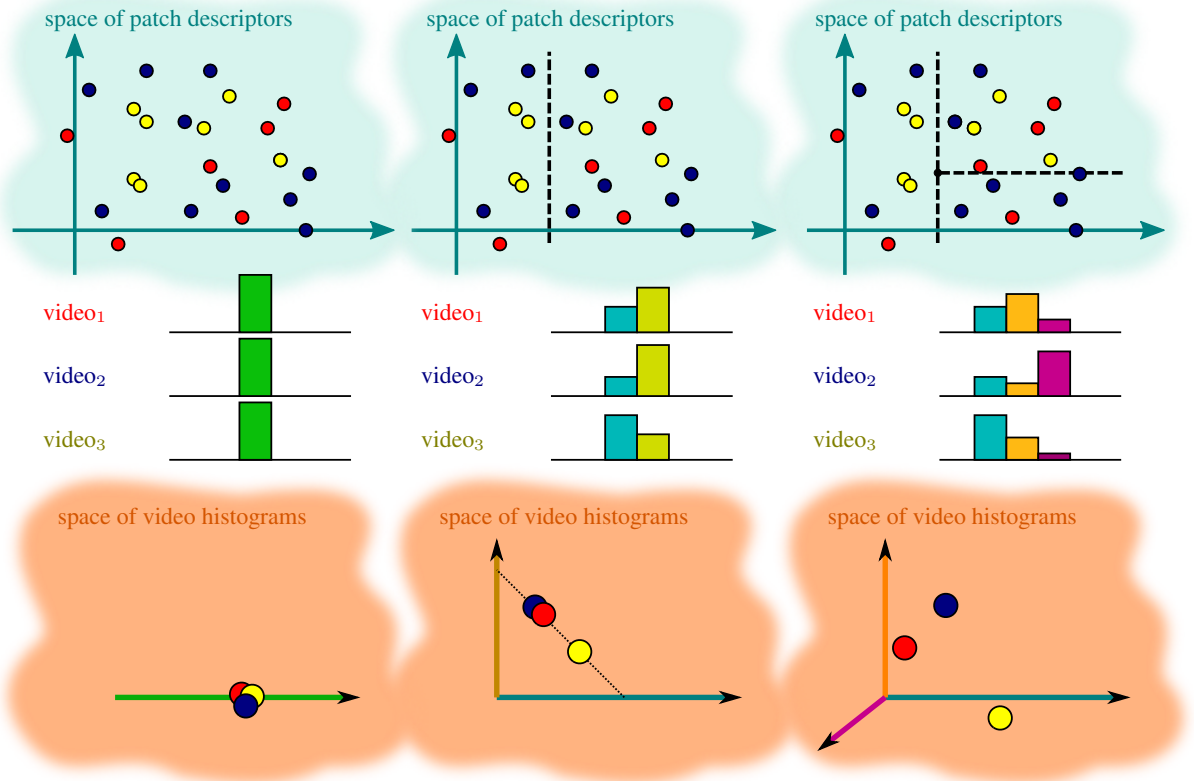 space of patch descriptors
space of patch descriptors
space of patch descriptors
video₁
video₁
video₁
video₂
video₂
video₂
video₃
video₃
video₃
space of video histograms
space of video histograms
space of video histograms